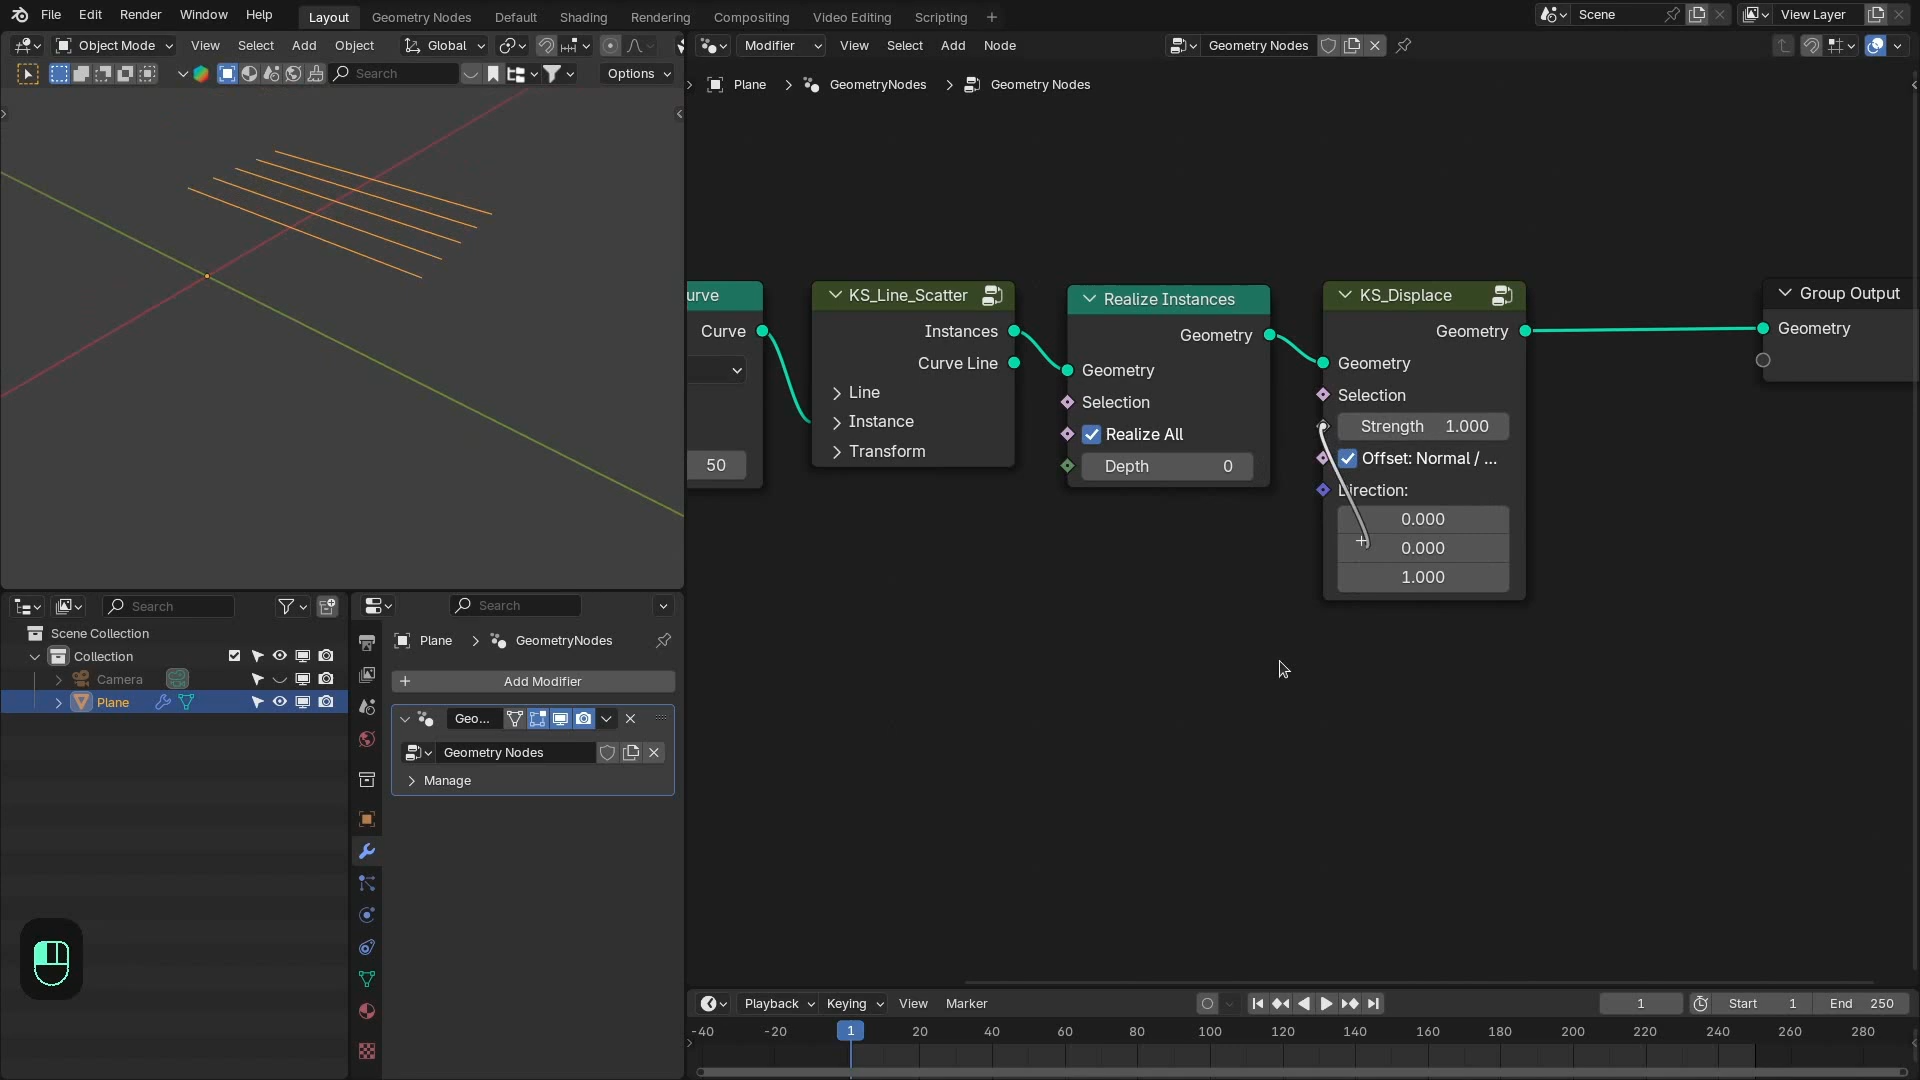 File Edit Render Window Help Layout Geometry Nodes Default Shading Rendering Compositing Video Editing Scripting Scene View Layer
Object Mode View Select Add Object Global
Search Options
Modifier View Select Add Node Geometry Nodes
Plane GeometryNodes Geometry Nodes
urve
Curve
50
KS_Line_Scatter
Instances
Curve Line
Line
Instance
Transform
Realize Instances
Geometry
Geometry
Selection
Realize All
Depth 0
KS_Displace
Geometry
Geometry
Selection
Strength 1.000
Offset: Normal / ...
Direction:
0.000
0.000
1.000
Group Output
Geometry
Search
Scene Collection
Collection
Camera
Plane
Search
Plane GeometryNodes
Add Modifier
Geo...
Geometry Nodes
Manage
Playback Keying View Marker 1 Start 1 End 250
-40 -20 1 20 40 60 80 100 120 140 160 180 200 220 240 260 280